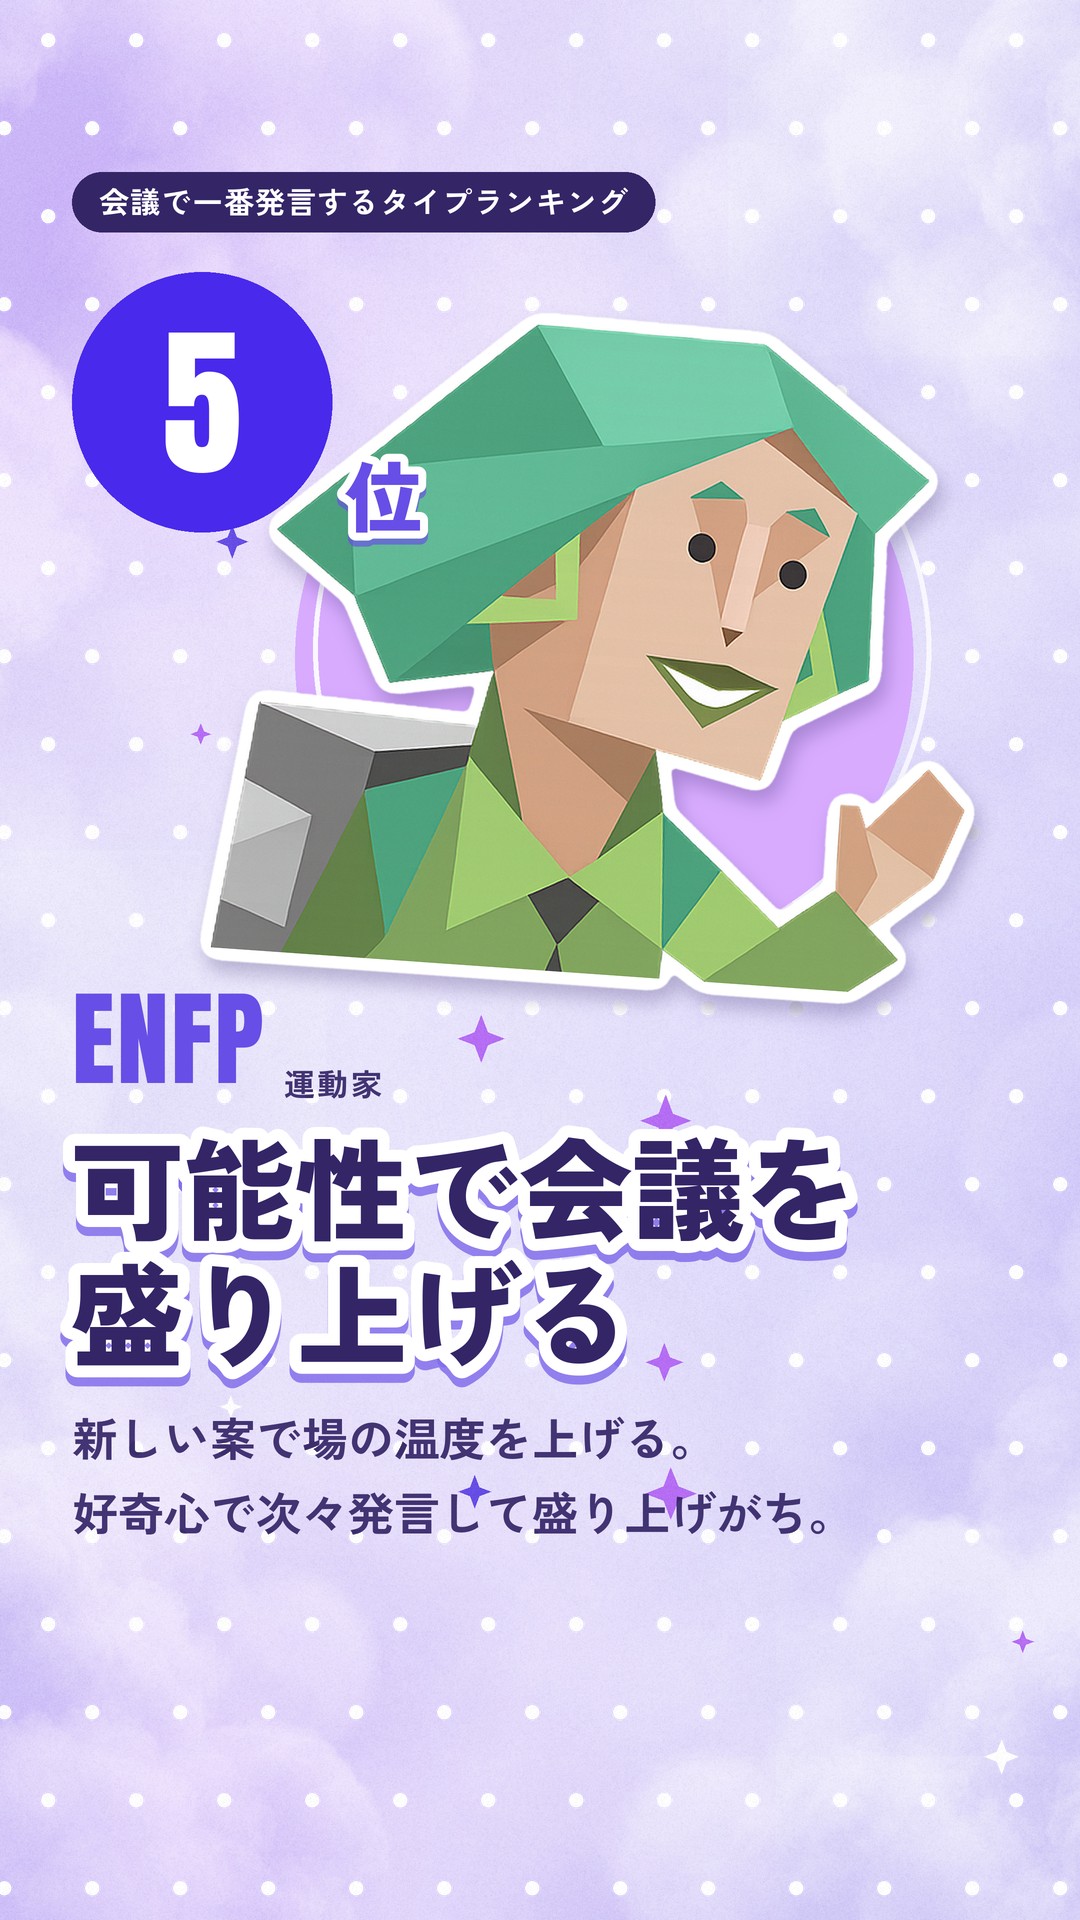 会議で一番発言するタイプランキング
5
位
ENFP
運動家
可能性で会議を
盛り上げる
新しい案で場の温度を上げる。
好奇心で次々発言して盛り上げがち。